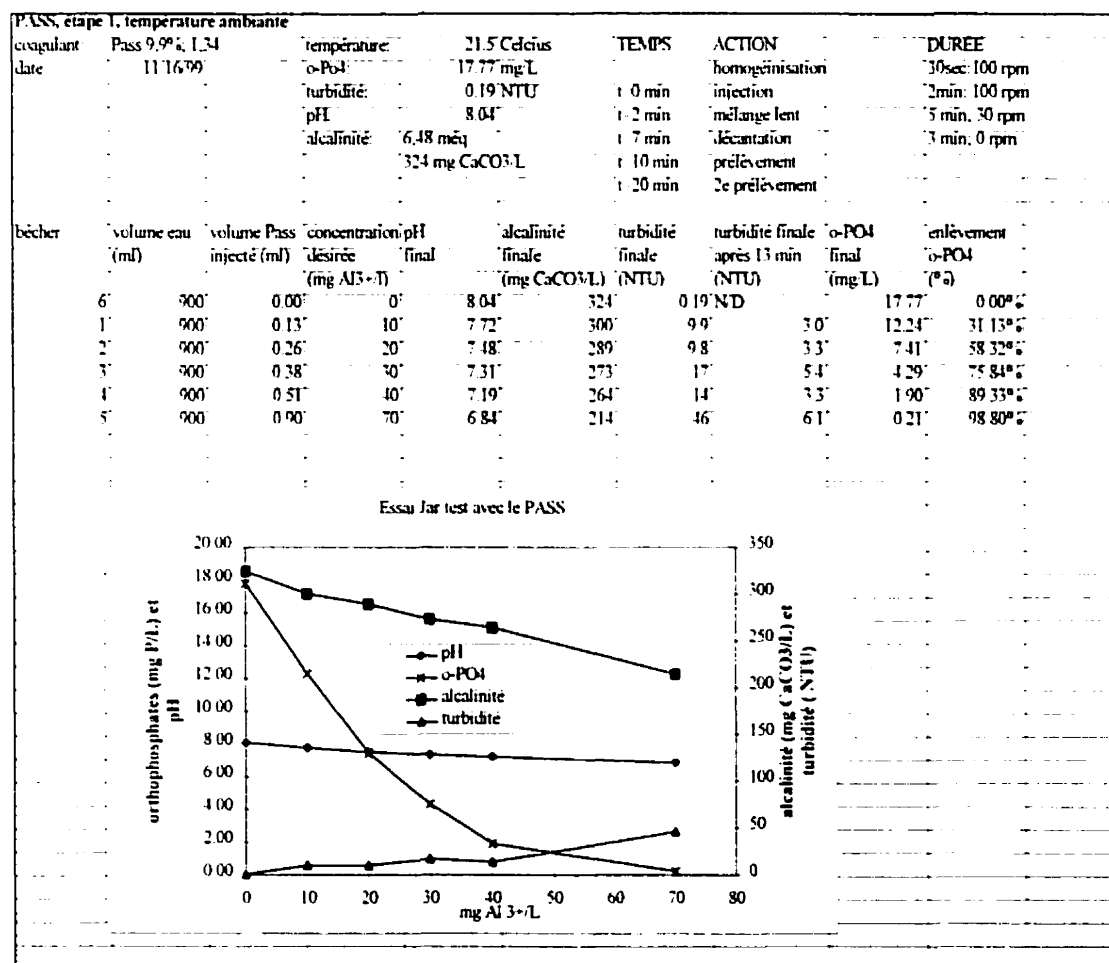 PASS, étape 1, température ambiante
coagulant Pass 9.9%; 1.34 température: 21.5 Celcius TEMPS ACTION DURÉE
date 11/16/99 o-Po4: 17.77 mg/L homogéinisation 30sec: 100 rpm
turbidité: 0.19 NTU t=0 min injection 2min: 100 rpm
pH 8.04 t=2 min mélange lent 5 min, 30 rpm
alcalinité: 6,48 méq t=7 min décantation 3 min; 0 rpm
324 mg CaCO3/L t=10 min prélèvement
t=20 min 2e prélèvement
bécher volume eau volume Pass concentration pH alcalinité turbidité turbidité finale o-PO4 enlèvement
(ml) injecté (ml) désirée final finale finale après 13 min final o-PO4
(mg Al3+/l) (mg CaCO3/L) (NTU) (NTU) (mg/L) (%)
6 900 0.00 0 8.04 324 0.19 N/D 17.77 0.00%
1 900 0.13 10 7.72 300 9.9 3.0 12.24 31.13%
2 900 0.26 20 7.48 289 9.8 3.3 7.41 58.32%
3 900 0.38 30 7.31 273 17 5.4 4.29 75.84%
4 900 0.51 40 7.19 264 14 3.3 1.90 89.33%
5 900 0.90 70 6.84 214 46 6.1 0.21 98.80%
Essai Jar test avec le PASS
orthophosphates (mg P/L) et
pH
20.00
18.00
16.00
14.00
12.00
10.00
8.00
6.00
4.00
2.00
0.00
pH
o-PO4
alcalinité
turbidité
350
300
250
200
150
100
50
0
alcalinité (mg CaCO3/L) et
turbidité ( NTU)
0 10 20 30 40 50 60 70 80
mg Al 3+/L